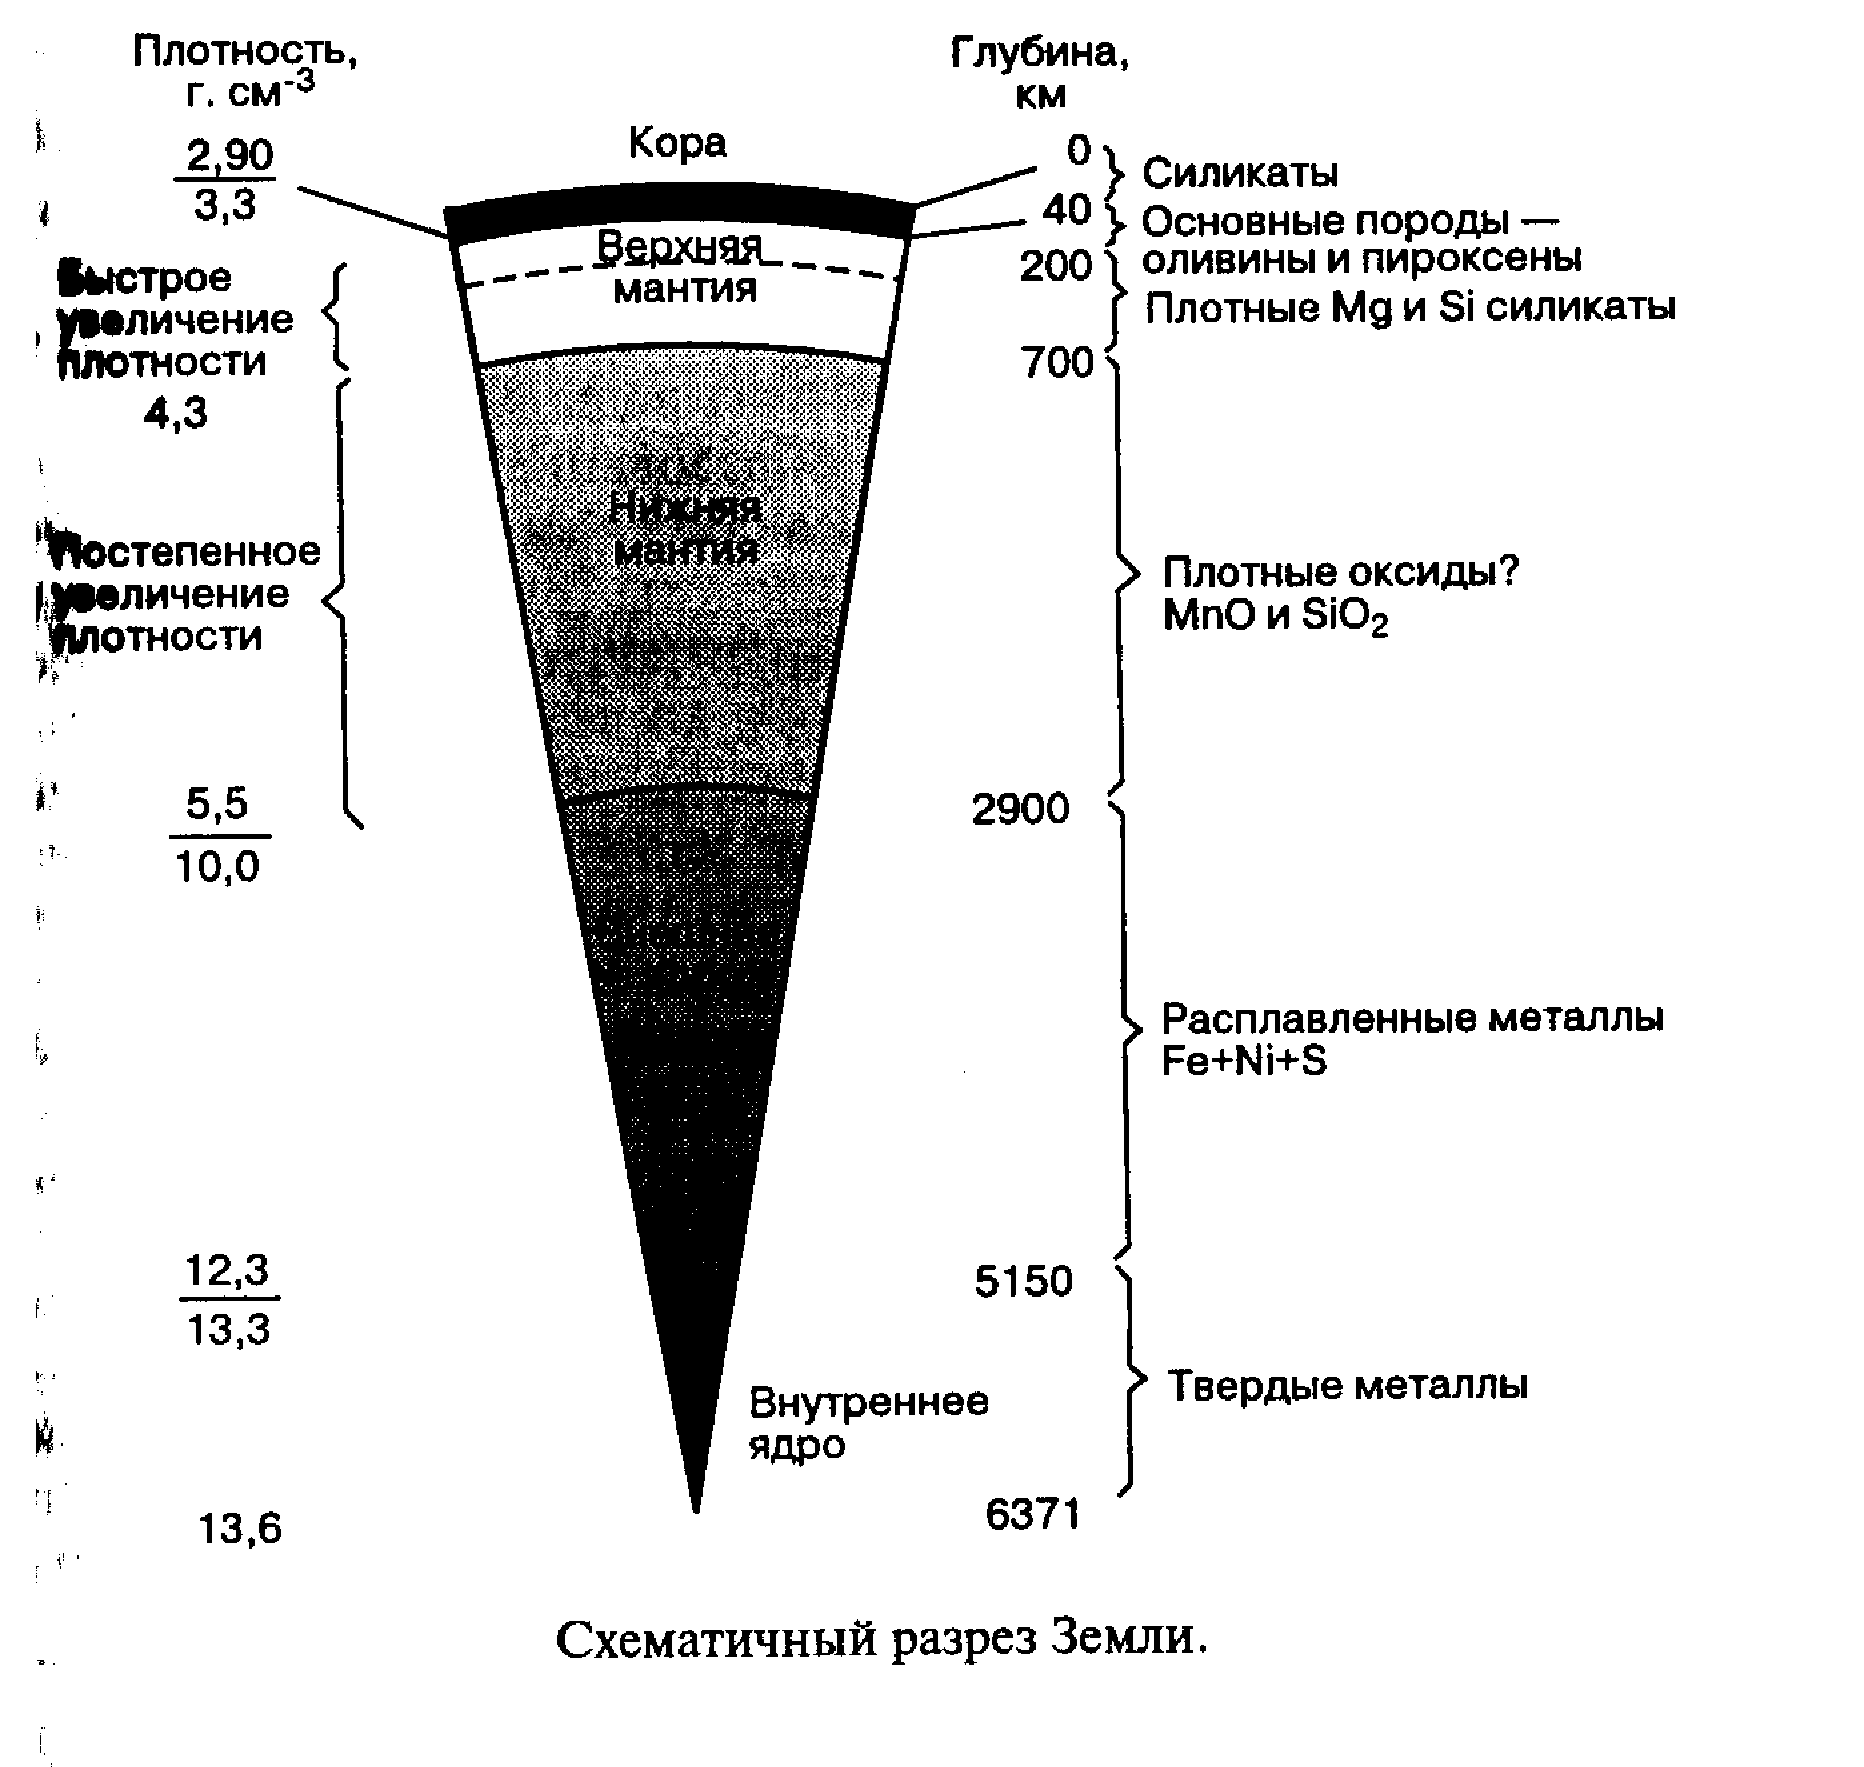 Плотность,
г. см⁻³
2,90
3,3
Быстрое
увеличение
плотности
4,3
Постепенное
увеличение
плотности
5,5
10,0
12,3
13,3
13,6
Кора
Верхняя
мантия
Нижняя
мантия
Внутреннее
ядро
Глубина,
км
0
40
200
700
2900
5150
6371
Силикаты
Основные породы —
оливины и пироксены
Плотные Mg и Si силикаты
Плотные оксиды?
MnO и SiO₂
Расплавленные металлы
Fe+Ni+S
Твердые металлы
Схематичный разрез Земли.